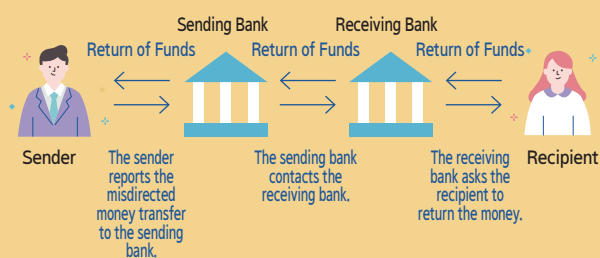 Sending Bank
Receiving Bank
Return of Funds
Return of Funds
Return of Funds
Sender
The sender
reports the
misdirected
money transfer
to the sending
bank.
The sending bank
contacts the
receiving bank.
The receiving
bank asks the
recipient to
return the money.
Recipient